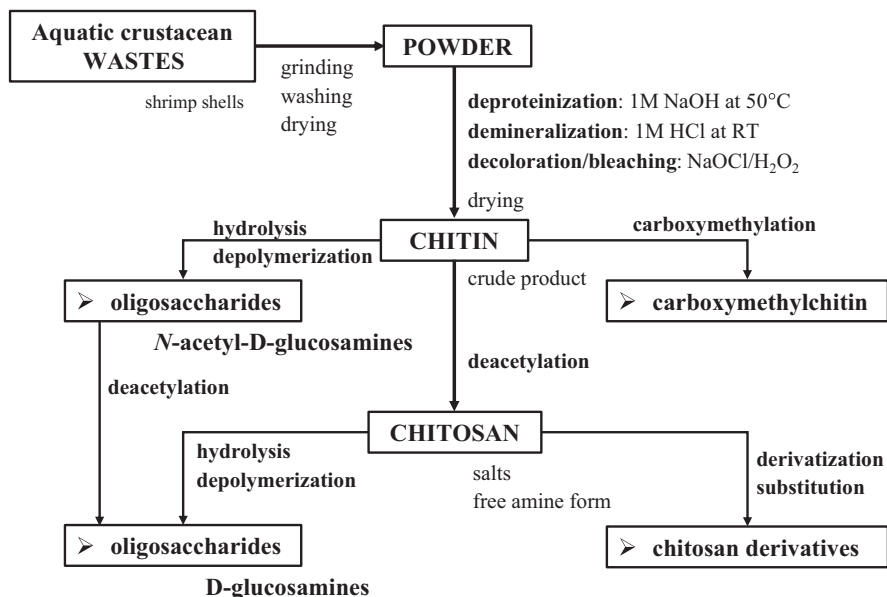 Aquatic crustacean
WASTES
POWDER
shrimp shells
grinding
washing
drying
deproteinization: 1M NaOH at 50°C
demineralization: 1M HCl at RT
decoloration/bleaching: NaOCl/H₂O₂
drying
hydrolysis
depolymerization
CHITIN
carboxymethylation
crude product
➢ oligosaccharides
➢ carboxymethylchitin
N-acetyl-D-glucosamines
deacetylation
deacetylation
CHITOSAN
hydrolysis
depolymerization
salts
free amine form
derivatization
substitution
➢ oligosaccharides
➢ chitosan derivatives
D-glucosamines